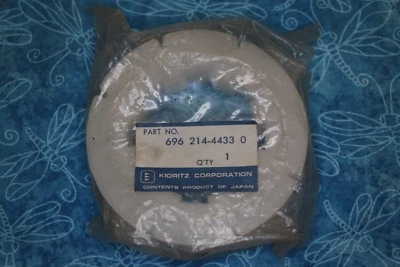 PART NO.
696 214-4433 0
Q'TY 1
E KIORITZ CORPORATION
CONTENTS PRODUCT OF JAPAN